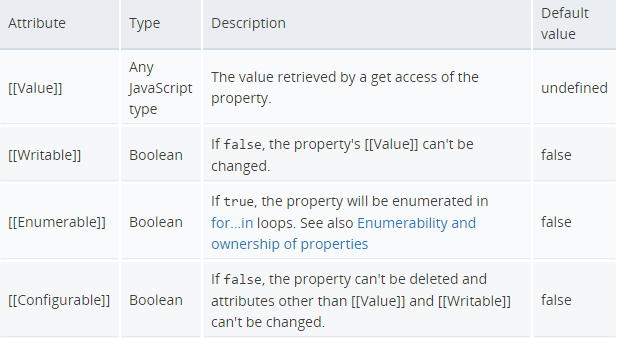 Attribute Type Description Default
value
[[Value]] Any
JavaScript
type The value retrieved by a get access of the
property. undefined
[[Writable]] Boolean If false, the property's [[Value]] can't be
changed. false
[[Enumerable]] Boolean If true, the property will be enumerated in
for...in loops. See also Enumerability and
ownership of properties false
[[Configurable]] Boolean If false, the property can't be deleted and
attributes other than [[Value]] and [[Writable]]
can't be changed. false